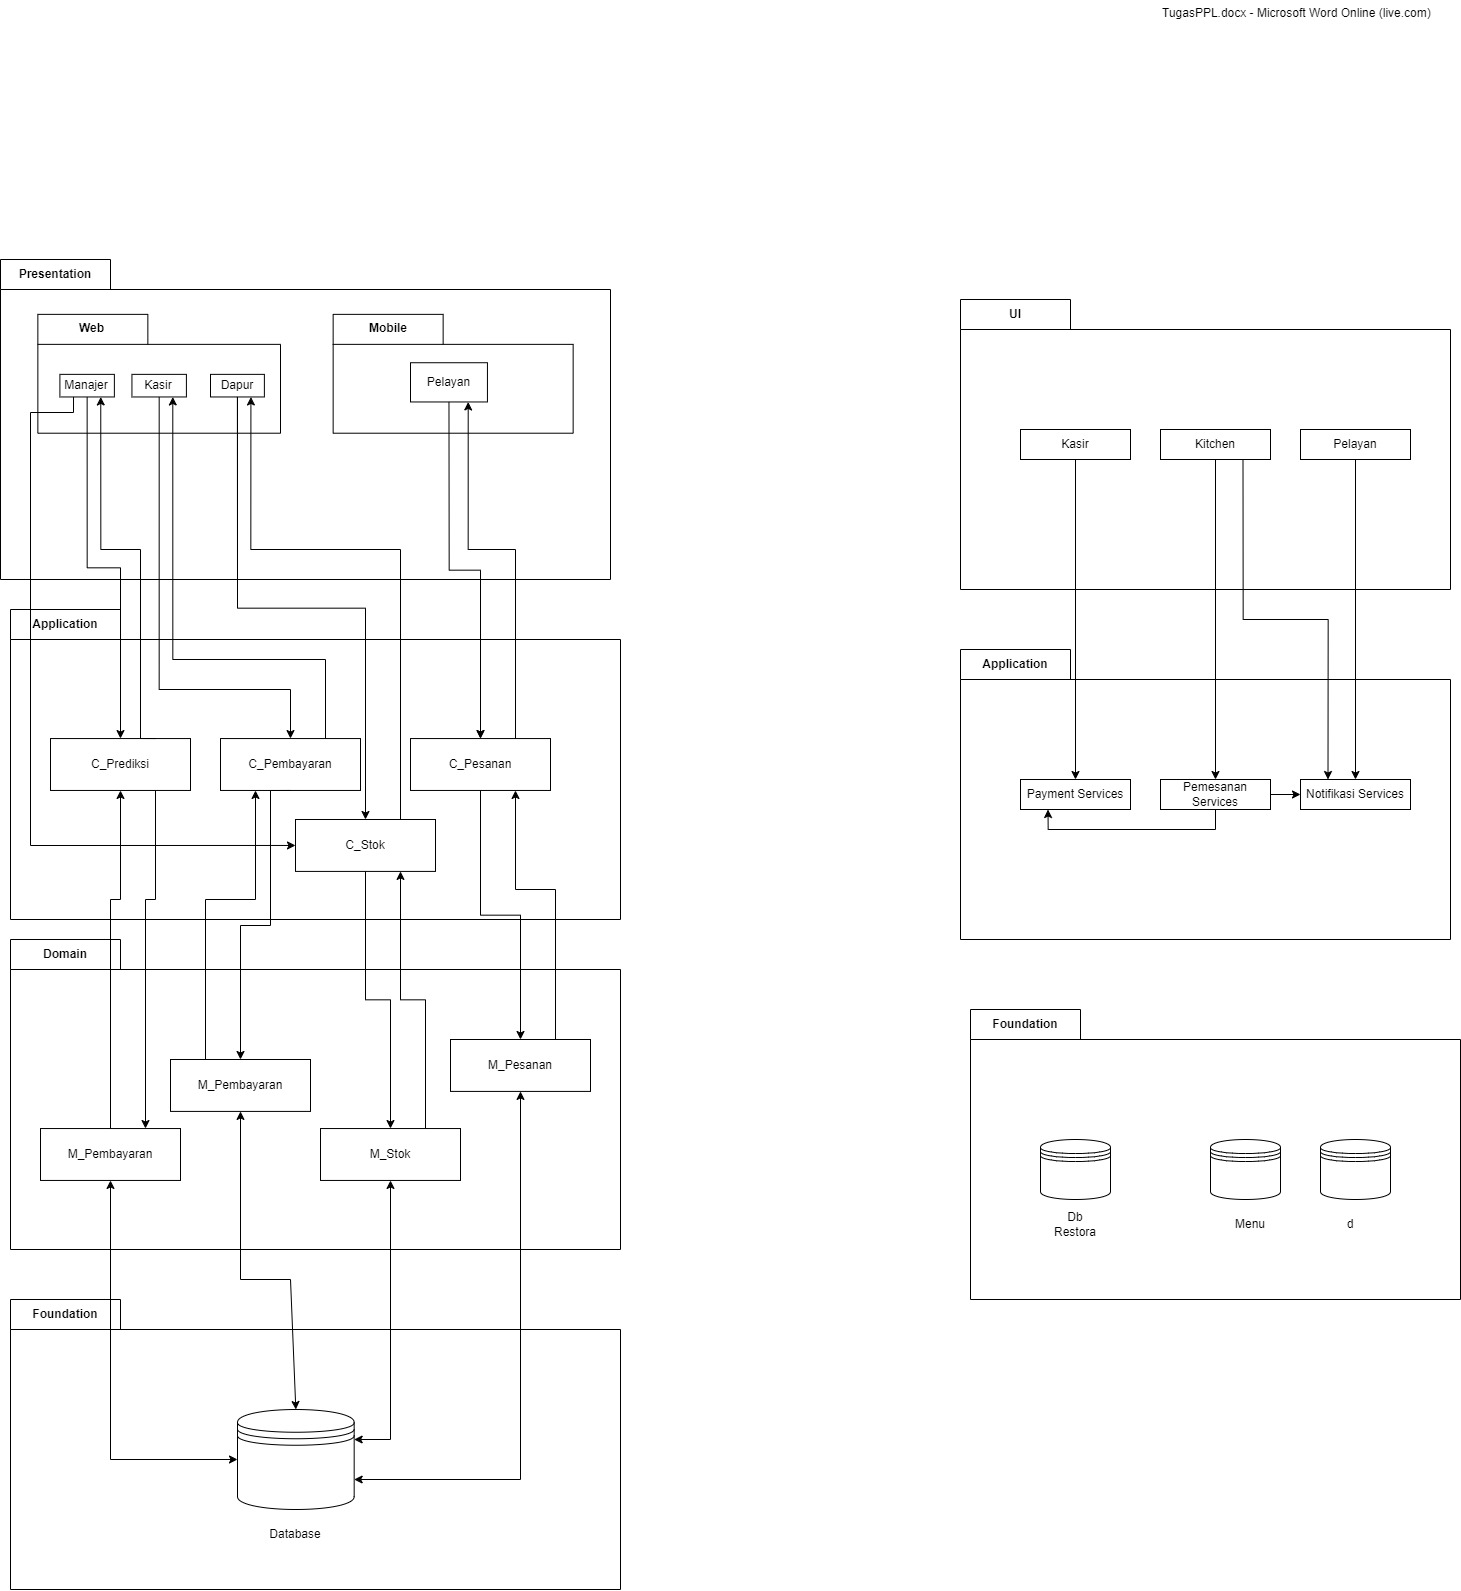 TugasPPL.docx - Microsoft Word Online (live.com)
Presentation
Web
Mobile
Manajer
Kasir
Dapur
Pelayan
Application
C_Prediksi
C_Pembayaran
C_Pesanan
C_Stok
Domain
M_Pesanan
M_Pembayaran
M_Pembayaran
M_Stok
Foundation
Database
UI
Kasir
Kitchen
Pelayan
Application
Payment Services
Pemesanan
Services
Notifikasi Services
Foundation
Db
Restora
Menu
d